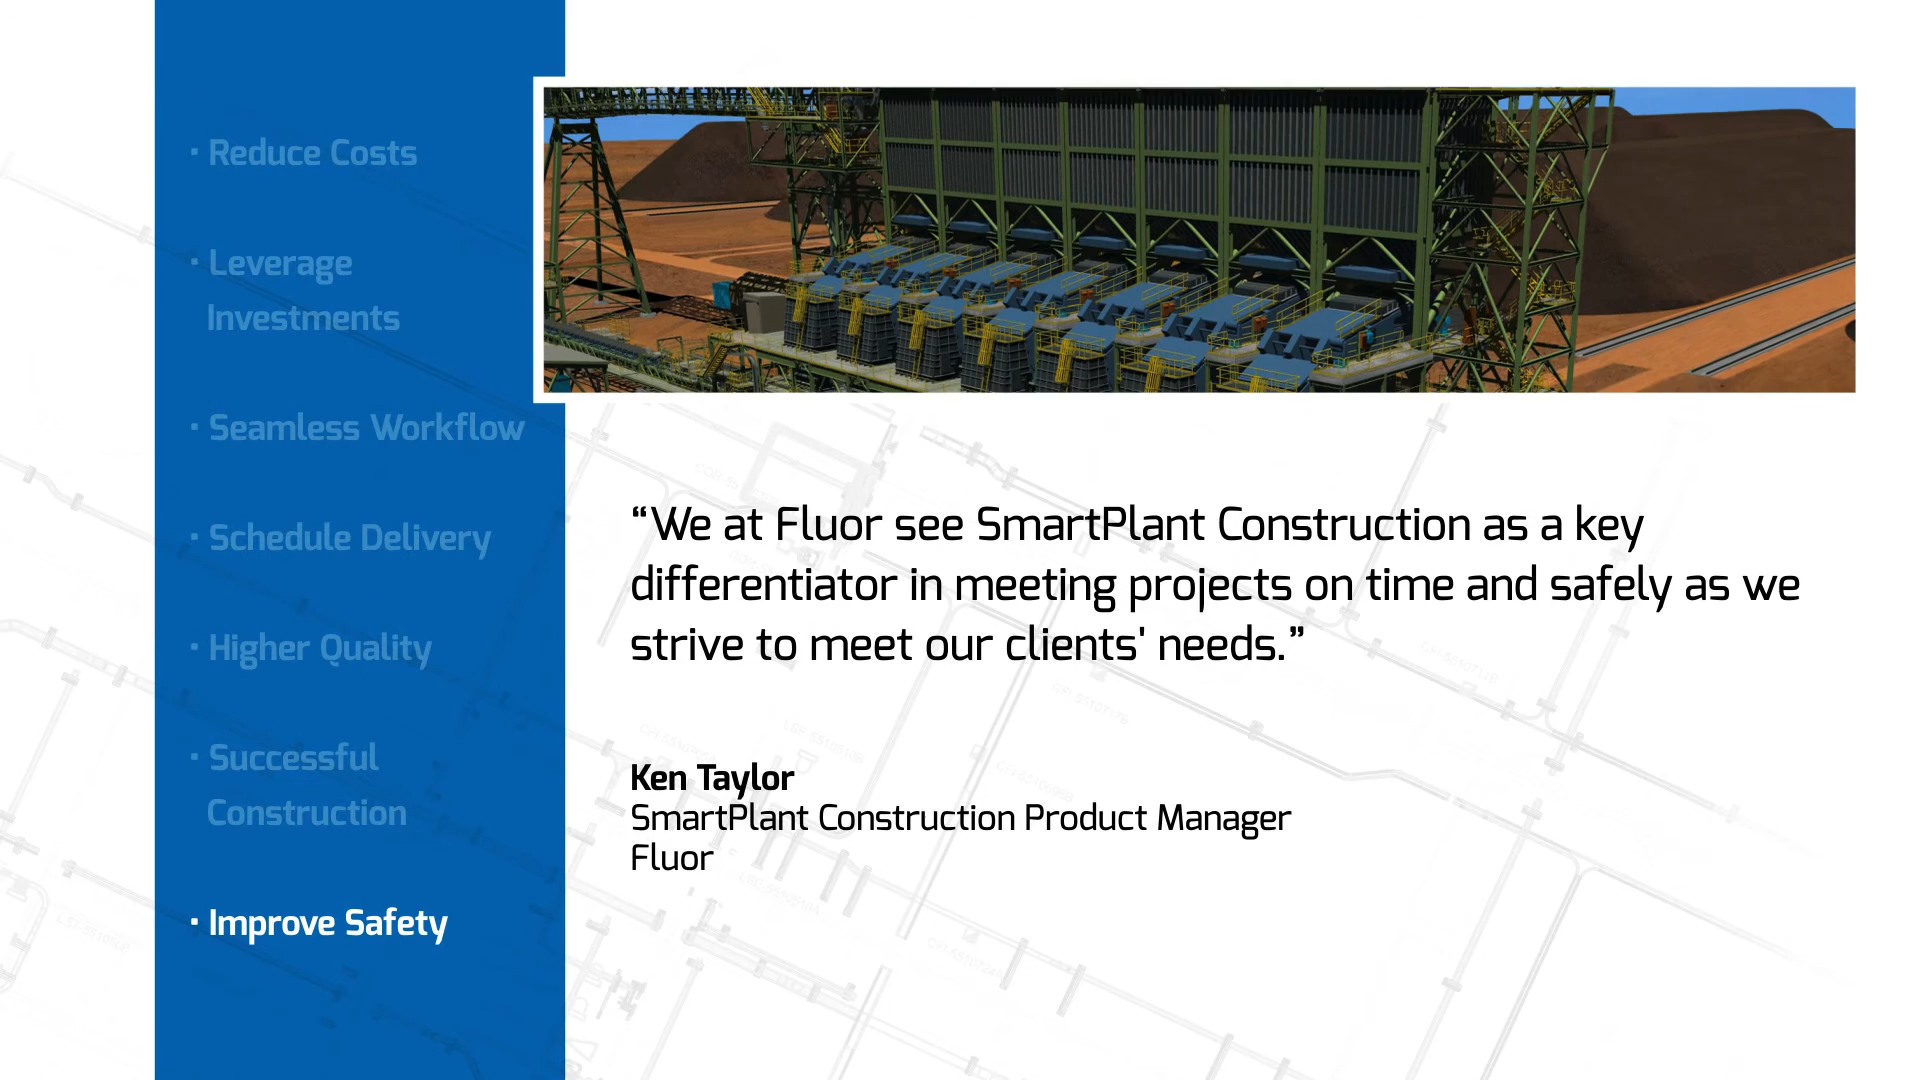 · Reduce Costs
· Leverage
Investments
· Seamless Workflow
· Schedule Delivery
· Higher Quality
· Successful
Construction
· Improve Safety
“We at Fluor see SmartPlant Construction as a key
differentiator in meeting projects on time and safely as we
strive to meet our clients' needs.”
Ken Taylor
SmartPlant Construction Product Manager
Fluor